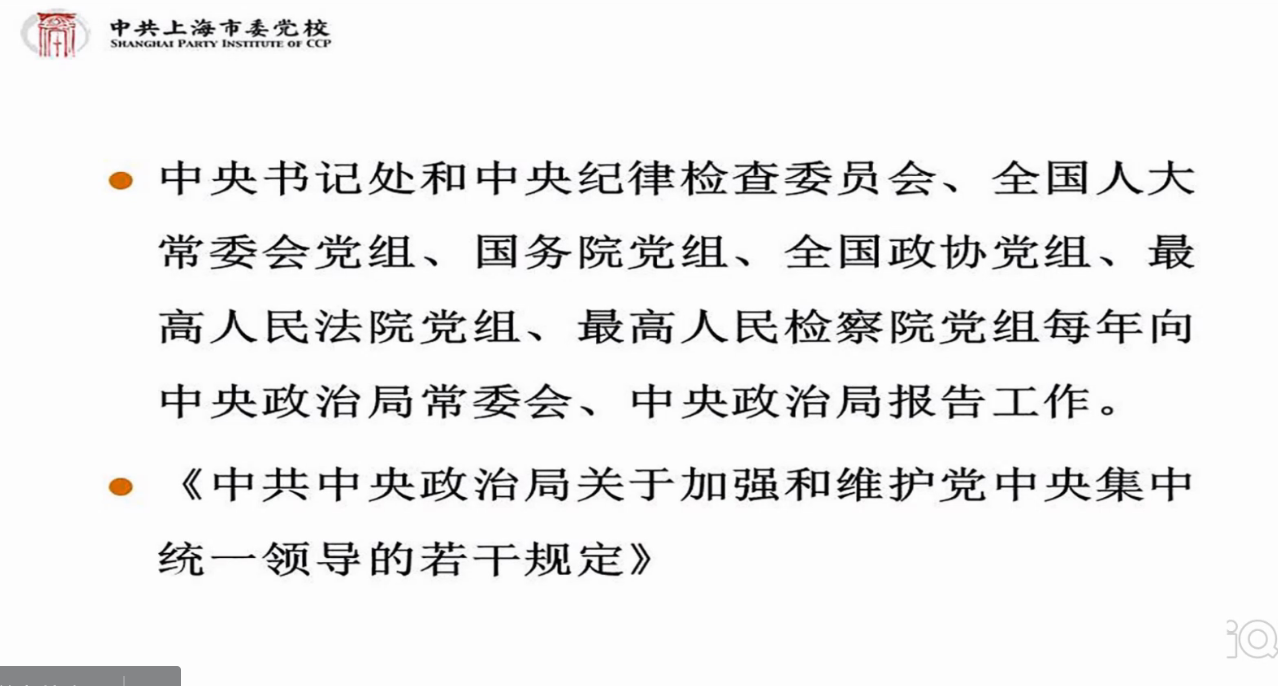 中共上海市委党校
SHANGHAI PARTY INSTITUTE OF CCP
中央书记处和中央纪律检查委员会、全国人大
常委会党组、国务院党组、全国政协党组、最
高人民法院党组、最高人民检察院党组每年向
中央政治局常委会、中央政治局报告工作。
《中共中央政治局关于加强和维护党中央集中
统一领导的若干规定》